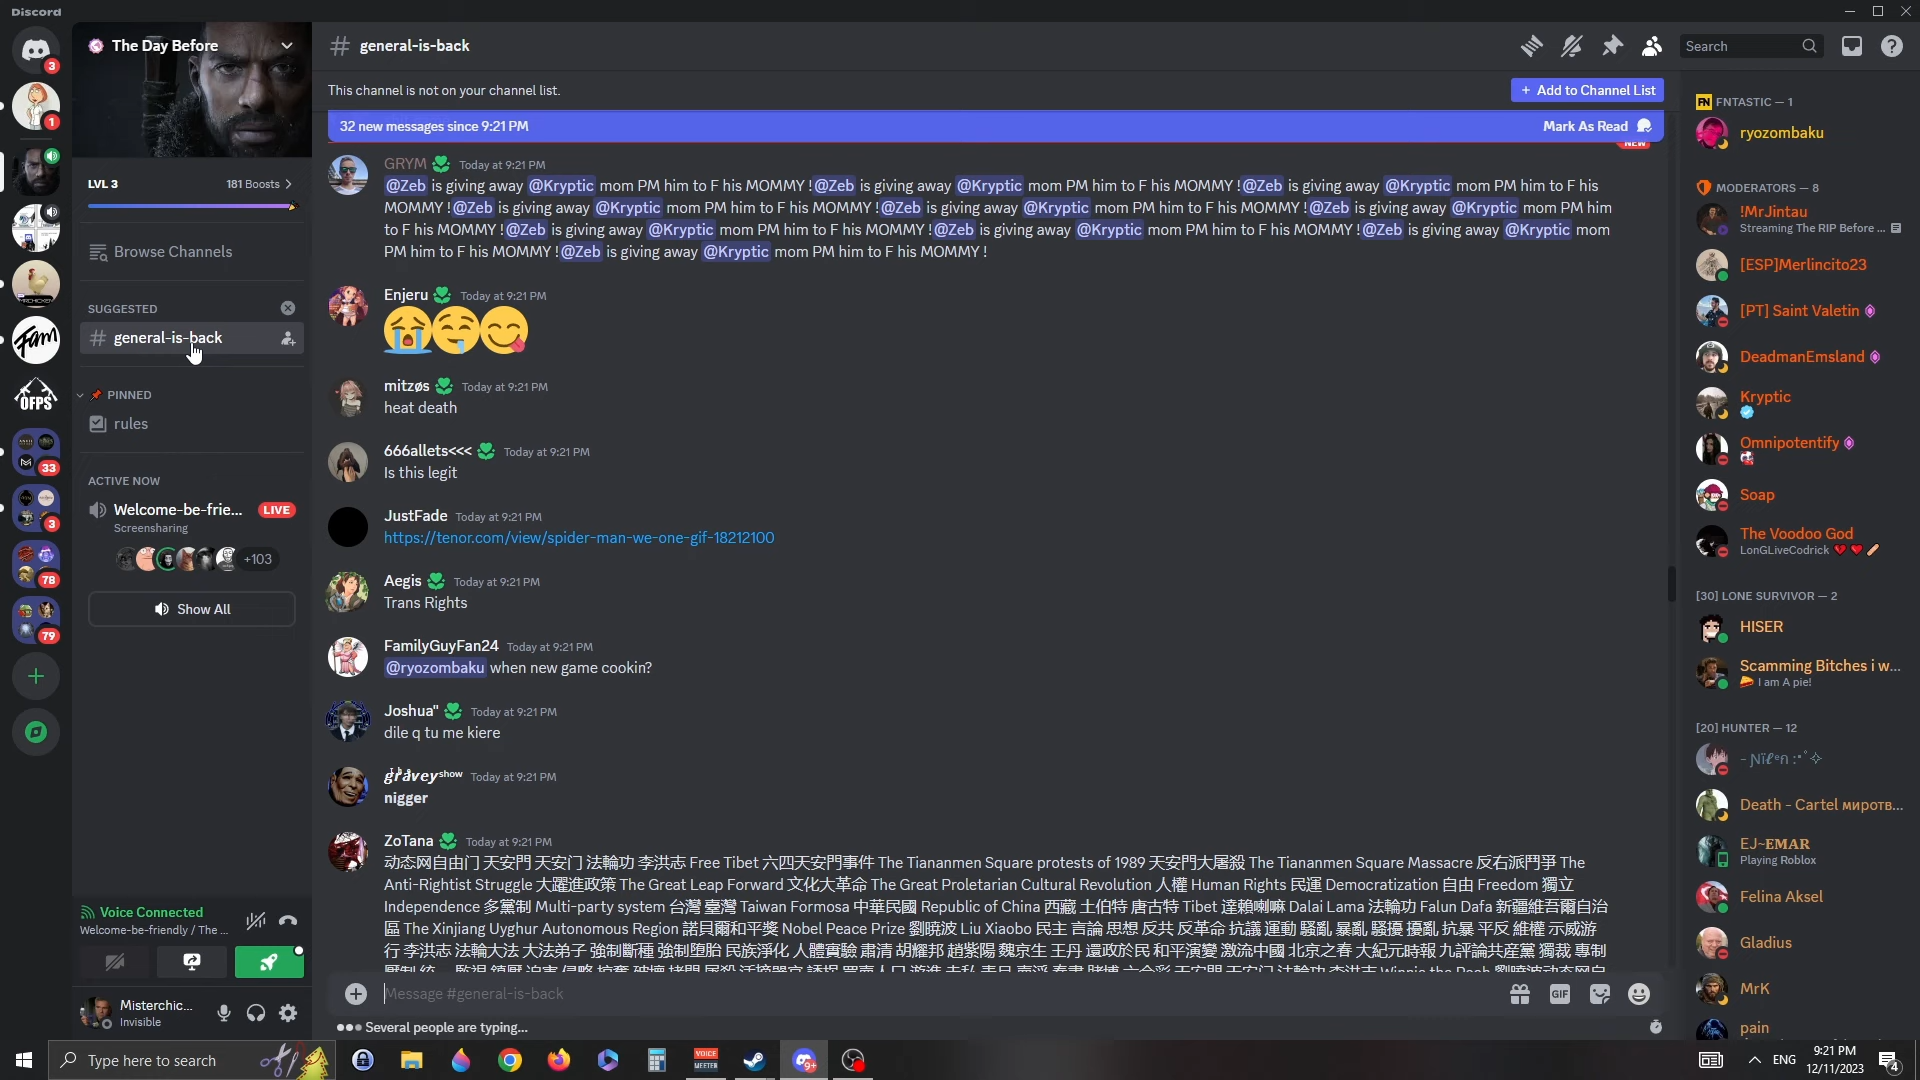 Discord
The Day Before
LVL 3
181 Boosts
Browse Channels
SUGGESTED
general-is-back
PINNED
rules
ACTIVE NOW
Welcome-be-frie...
LIVE
Screensharing
+103
Show All
Voice Connected
Welcome-be-friendly / The ...
Misterchic...
Invisible
3
1
FAM
OFPS
33
3
78
79
# general-is-back
Search
This channel is not on your channel list.
+ Add to Channel List
32 new messages since 9:21 PM
Mark As Read
NEW
GRYM Today at 9:21 PM
@Zeb is giving away @Kryptic mom PM him to F his MOMMY !@Zeb is giving away @Kryptic mom PM him to F his MOMMY !@Zeb is giving away @Kryptic mom PM him to F his
MOMMY !@Zeb is giving away @Kryptic mom PM him to F his MOMMY !@Zeb is giving away @Kryptic mom PM him to F his MOMMY !@Zeb is giving away @Kryptic mom PM him
to F his MOMMY !@Zeb is giving away @Kryptic mom PM him to F his MOMMY !@Zeb is giving away @Kryptic mom PM him to F his MOMMY !@Zeb is giving away @Kryptic mom
PM him to F his MOMMY !@Zeb is giving away @Kryptic mom PM him to F his MOMMY !
Enjeru Today at 9:21 PM
😭🤤😋
mitzøs Today at 9:21 PM
heat death
666allets<<< Today at 9:21 PM
Is this legit
JustFade Today at 9:21 PM
https://tenor.com/view/spider-man-we-one-gif-18212100
Aegis Today at 9:21 PM
Trans Rights
FamilyGuyFan24 Today at 9:21 PM
@ryozombaku when new game cookin?
Joshua" Today at 9:21 PM
dile q tu me kiere
Today at 9:21 PM
nigger
ZoTana Today at 9:21 PM
动态网自由门 天安門 天安门 法輪功 李洪志 Free Tibet 六四天安門事件 The Tiananmen Square protests of 1989 天安門大屠殺 The Tiananmen Square Massacre 反右派鬥爭 The
Anti-Rightist Struggle 大躍進政策 The Great Leap Forward 文化大革命 The Great Proletarian Cultural Revolution 人權 Human Rights 民運 Democratization 自由 Freedom 獨立
Independence 多黨制 Multi-party system 台灣 臺灣 Taiwan Formosa 中華民國 Republic of China 西藏 土伯特 唐古特 Tibet 達賴喇嘛 Dalai Lama 法輪功 Falun Dafa 新疆維吾爾自治
區 The Xinjiang Uyghur Autonomous Region 諾貝爾和平獎 Nobel Peace Prize 劉曉波 Liu Xiaobo 民主 言論 思想 反共 反革命 抗議 運動 騷亂 暴亂 騷擾 擾亂 抗暴 平反 維權 示威游
行 李洪志 法輪大法 大法弟子 強制斷種 強制墮胎 民族淨化 人體實驗 肅清 胡耀邦 趙紫陽 魏京生 王丹 還政於民 和平演變 激流中國 北京之春 大紀元時報 九評論共産黨 獨裁 專制
Message #general-is-back
GIF
Several people are typing...
FN FNTASTIC — 1
ryozombaku
MODERATORS — 8
!MrJintau
Streaming The RIP Before ...
[ESP]Merlincito23
[PT] Saint Valetin
DeadmanEmsland
Kryptic
Omnipotentify
Soap
The Voodoo God
LonGLiveCodrick
[30] LONE SURVIVOR — 2
HISER
Scamming Bitches i w...
I am A pie!
[20] HUNTER — 12
Death - Cartel миротв...
EJ~EMAR
Playing Roblox
Felina Aksel
Gladius
MrK
pain
Type here to search
VOICE
MEETER
9+
ENG
9:21 PM
12/11/2023
4